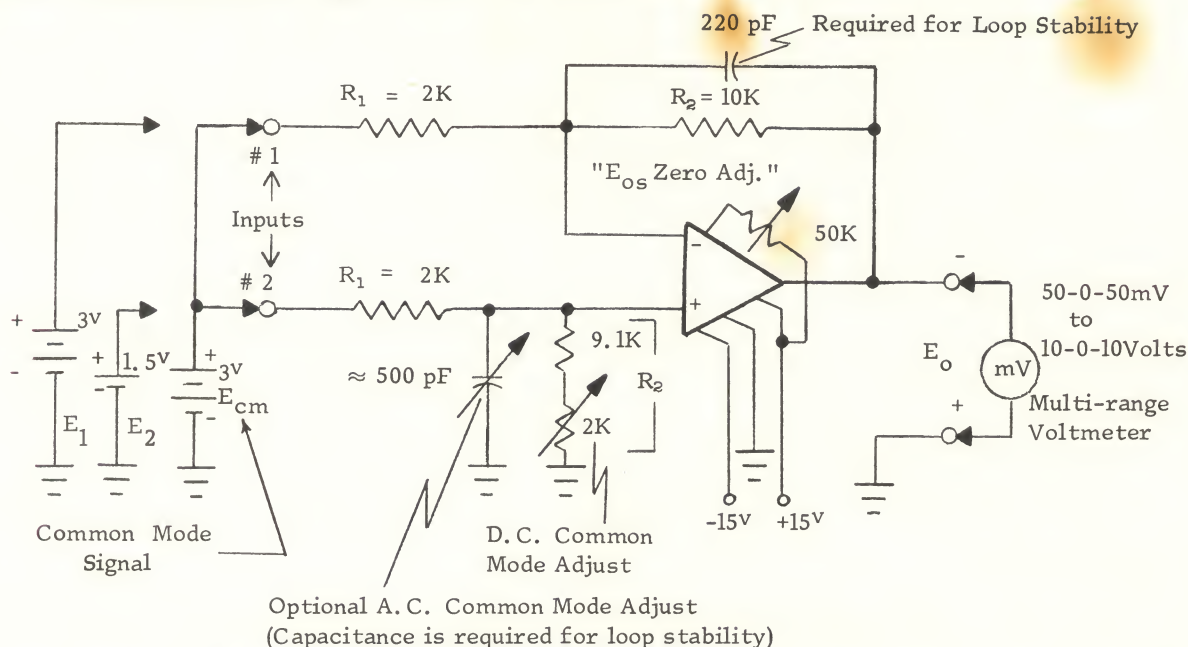 220 pF Required for Loop Stability
R₁ = 2K
R₂ = 10K
# 1
"Eos Zero Adj."
Inputs
50K
# 2
R₁ = 2K
-
+
-
50-0-50mV
to
10-0-10Volts
+ 3v
-
+ 1.5v
-
+
3v
Ecm
-
≈ 500 pF
9.1K
R₂
2K
Eo
mV
+
Multi-range
Voltmeter
E₁
E₂
-15v
+15v
Common Mode
Signal
D.C. Common
Mode Adjust
Optional A.C. Common Mode Adjust
(Capacitance is required for loop stability)